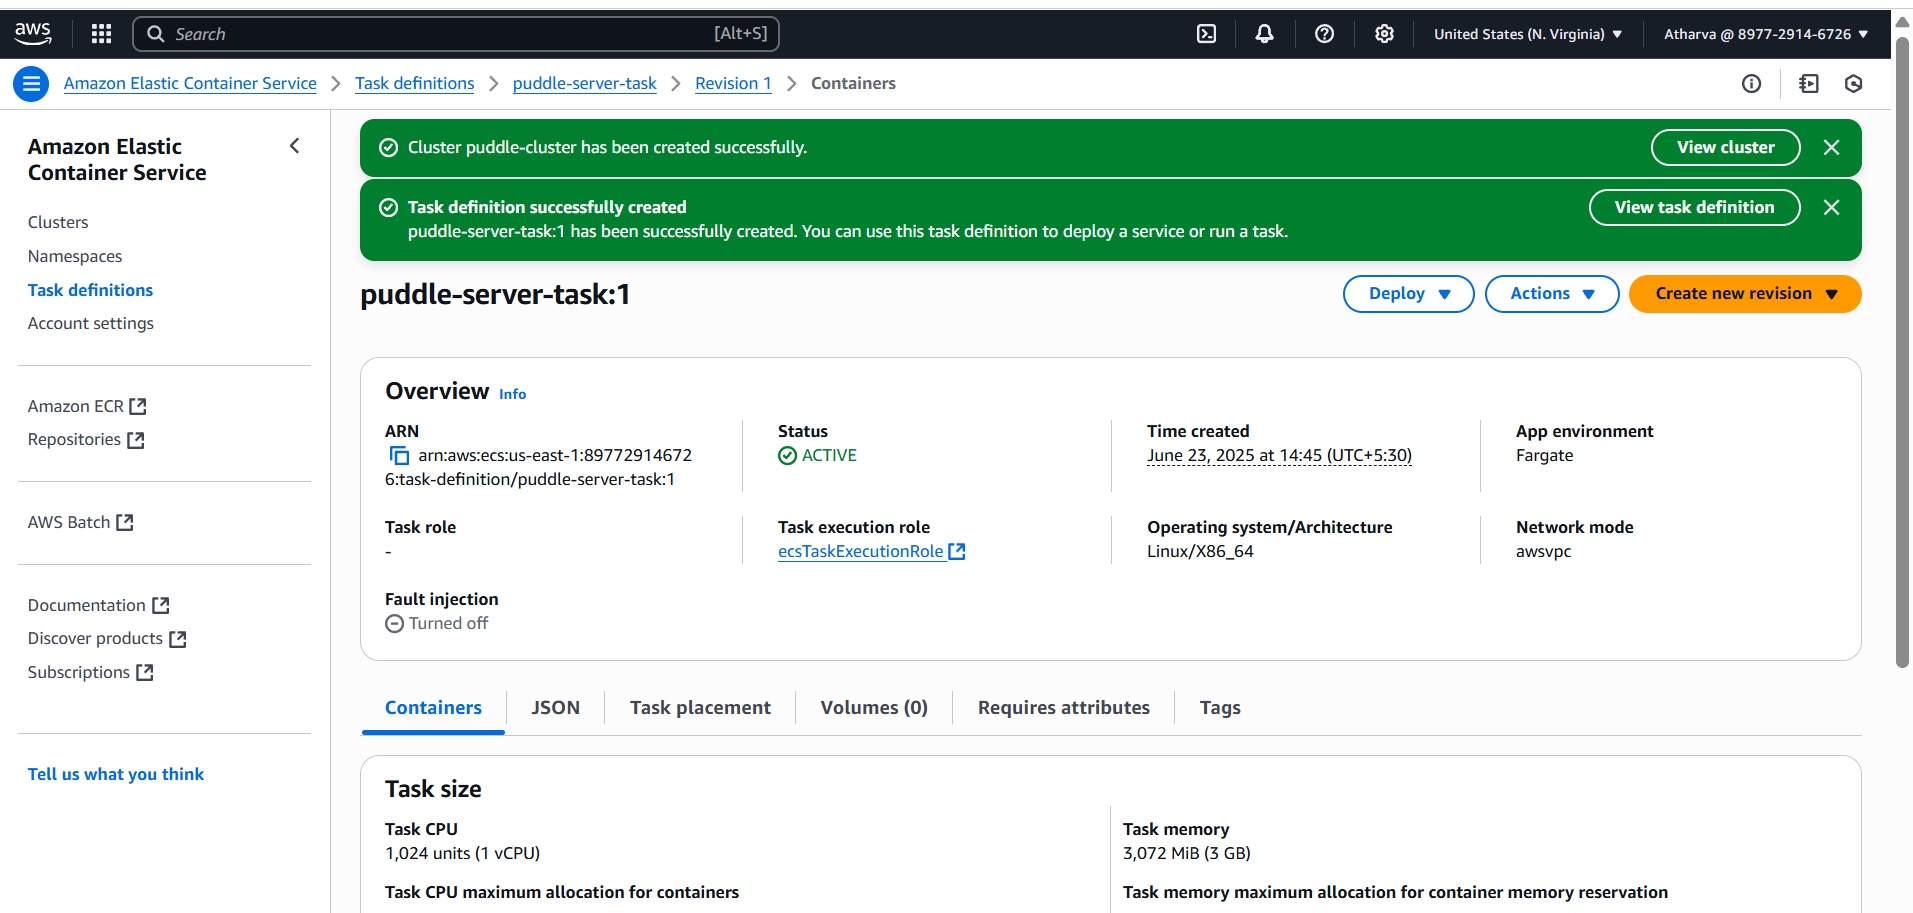 aws
Search [Alt+S]
United States (N. Virginia)
Atharva @ 8977-2914-6726
Amazon Elastic Container Service
Task definitions
puddle-server-task
Revision 1
Containers
Amazon Elastic
Container Service
Clusters
Namespaces
Task definitions
Account settings
Amazon ECR
Repositories
AWS Batch
Documentation
Discover products
Subscriptions
Tell us what you think
Cluster puddle-cluster has been created successfully.
View cluster
Task definition successfully created
View task definition
puddle-server-task:1 has been successfully created. You can use this task definition to deploy a service or run a task.
puddle-server-task:1
Deploy
Actions
Create new revision
Overview Info
ARN
arn:aws:ecs:us-east-1:89772914672
6:task-definition/puddle-server-task:1
Status
ACTIVE
Time created
June 23, 2025 at 14:45 (UTC+5:30)
App environment
Fargate
Task role
-
Task execution role
ecsTaskExecutionRole
Operating system/Architecture
Linux/X86_64
Network mode
awsvpc
Fault injection
Turned off
Containers
JSON
Task placement
Volumes (0)
Requires attributes
Tags
Task size
Task CPU
1,024 units (1 vCPU)
Task memory
3,072 MiB (3 GB)
Task CPU maximum allocation for containers
Task memory maximum allocation for container memory reservation